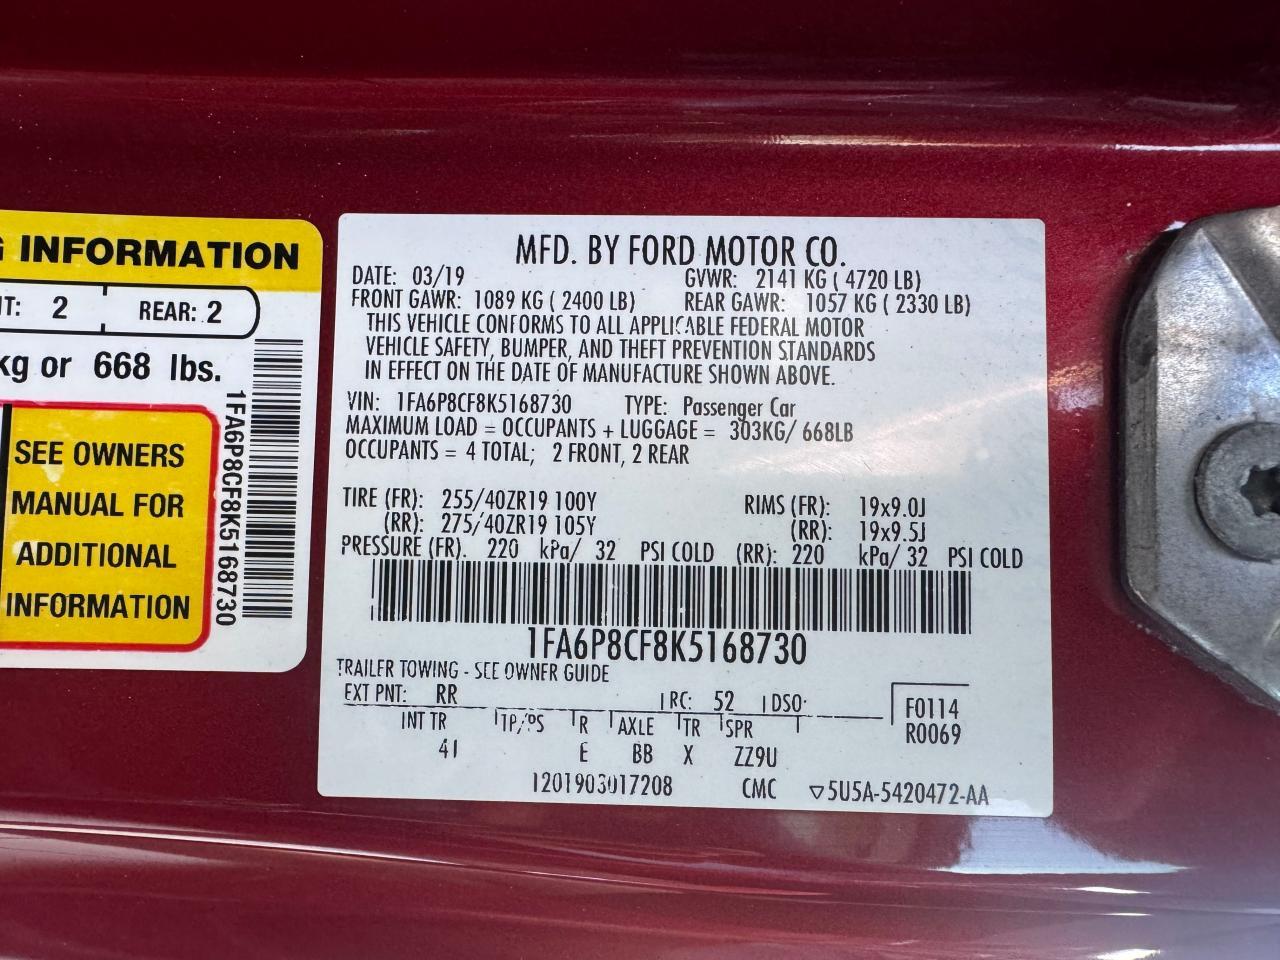 G INFORMATION
NT: 2 REAR: 2
kg or 668 lbs.
SEE OWNERS
MANUAL FOR
ADDITIONAL
INFORMATION
1FA6P8CF8K5168730
MFD. BY FORD MOTOR CO.
DATE: 03/19 GVWR: 2141 KG ( 4720 LB)
FRONT GAWR: 1089 KG ( 2400 LB) REAR GAWR: 1057 KG ( 2330 LB)
THIS VEHICLE CONFORMS TO ALL APPLICABLE FEDERAL MOTOR
VEHICLE SAFETY, BUMPER, AND THEFT PREVENTION STANDARDS
IN EFFECT ON THE DATE OF MANUFACTURE SHOWN ABOVE.
VIN: 1FA6P8CF8K5168730 TYPE: Passenger Car
MAXIMUM LOAD = OCCUPANTS + LUGGAGE = 303KG/ 668LB
OCCUPANTS = 4 TOTAL; 2 FRONT, 2 REAR
TIRE (FR): 255/40ZR19 100Y RIMS (FR): 19x9.0J
(RR): 275/40ZR19 105Y (RR): 19x9.5J
PRESSURE (FR). 220 kPa/ 32 PSI COLD (RR): 220 kPa/ 32 PSI COLD
1FA6P8CF8K5168730
TRAILER TOWING - SEE OWNER GUIDE
EXT PNT: RR RC: 52 DSO:
INT TR TP/PS R AXLE TR SPR
41 E BB X ZZ9U
F0114
R0069
1201903017208 CMC ▽5U5A-5420472-AA